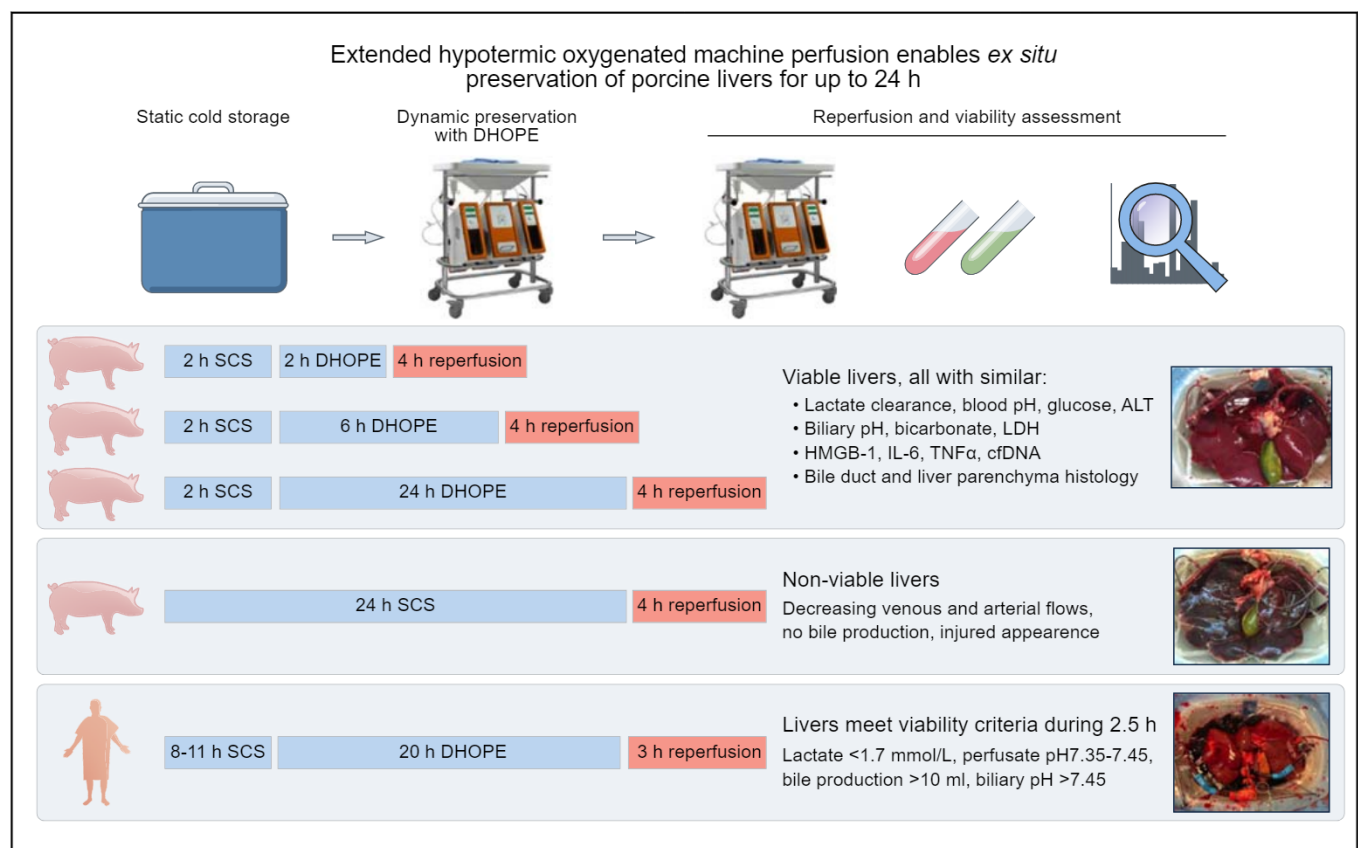 Extended hypotermic oxygenated machine perfusion enables ex situ
preservation of porcine livers for up to 24 h
Static cold storage
Dynamic preservation
with DHOPE
Reperfusion and viability assessment
2 h SCS
2 h DHOPE
4 h reperfusion
2 h SCS
6 h DHOPE
4 h reperfusion
2 h SCS
24 h DHOPE
4 h reperfusion
Viable livers, all with similar:
• Lactate clearance, blood pH, glucose, ALT
• Biliary pH, bicarbonate, LDH
• HMGB-1, IL-6, TNFα, cfDNA
• Bile duct and liver parenchyma histology
24 h SCS
4 h reperfusion
Non-viable livers
Decreasing venous and arterial flows,
no bile production, injured appearence
8-11 h SCS
20 h DHOPE
3 h reperfusion
Livers meet viability criteria during 2.5 h
Lactate <1.7 mmol/L, perfusate pH7.35-7.45,
bile production >10 ml, biliary pH >7.45